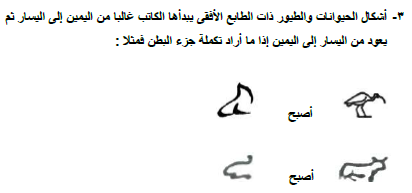 ٣- أشكال الحيوانات والطيور ذات الطابع الأفقى يبدأها الكاتب غالبا من اليمين إلى اليسار ثم
يعود من اليسار إلى اليمين إذا ما أراد تكملة جزء البطن فمثلا :
أصبح
أصبح